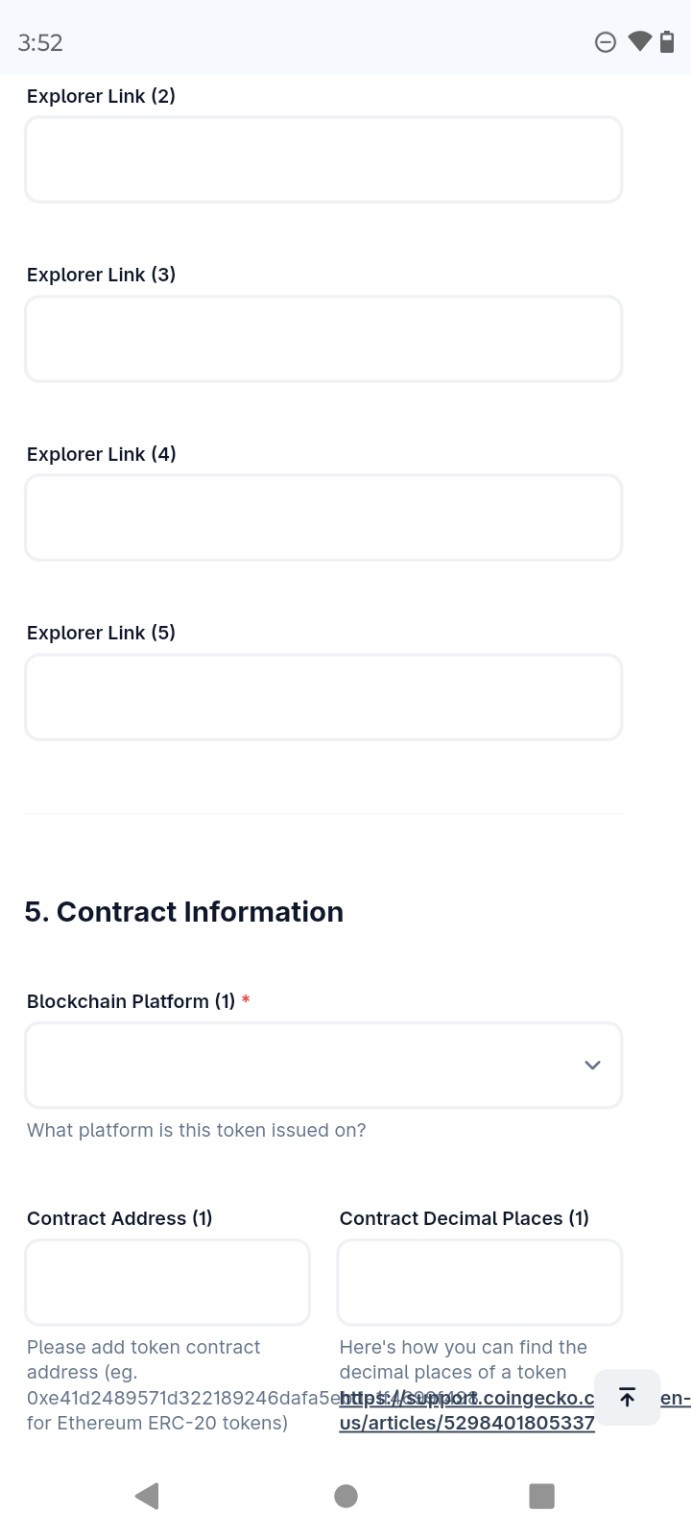 3:52
Explorer Link (2)
Explorer Link (3)
Explorer Link (4)
Explorer Link (5)
5. Contract Information
Blockchain Platform (1) *
What platform is this token issued on?
Contract Address (1)
Contract Decimal Places (1)
Please add token contract
address (eg.
0xe41d2489571d322189246dafa5e
for Ethereum ERC-20 tokens)
Here's how you can find the
decimal places of a token
https://support.coingecko.c en-
us/articles/5298401805337